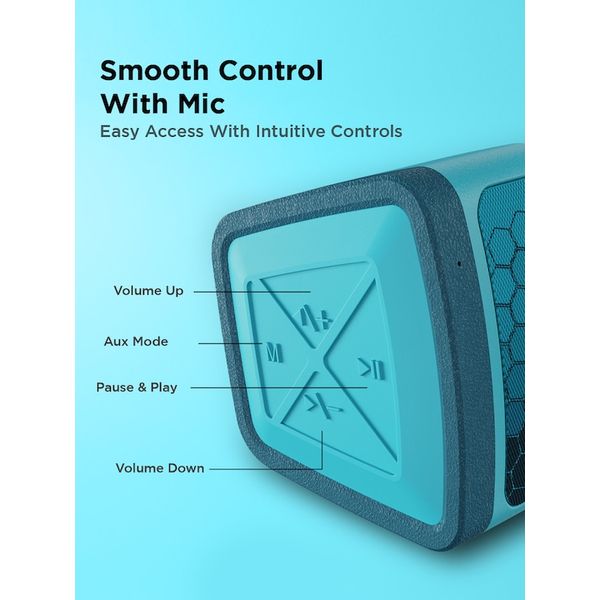 Smooth Control
With Mic
Easy Access With Intuitive Controls
Volume Up
Aux Mode
M
Pause & Play
Volume Down